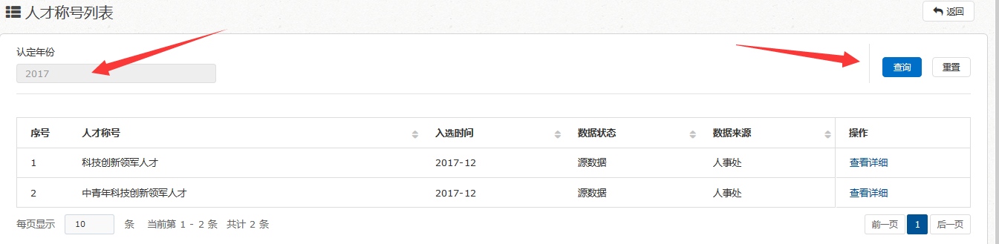 人才称号列表
返回
认定年份
2017
查询
重置
序号 人才称号 入选时间 数据状态 数据来源 操作
1 科技创新领军人才 2017-12 源数据 人事处 查看详细
2 中青年科技创新领军人才 2017-12 源数据 人事处 查看详细
每页显示 10 条 当前第 1 - 2 条 共计 2 条 前一页 1 后一页